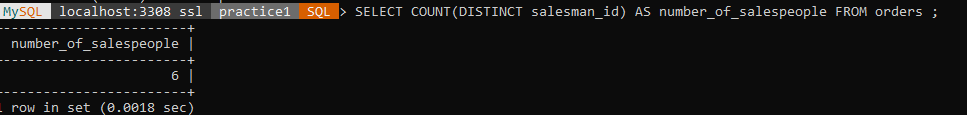 MySQL localhost:3308 ssl practice1 SQL > SELECT COUNT(DISTINCT salesman_id) AS number_of_salespeople FROM orders ;
-----------------------+
number_of_salespeople |
-----------------------+
6 |
-----------------------+
1 row in set (0.0018 sec)